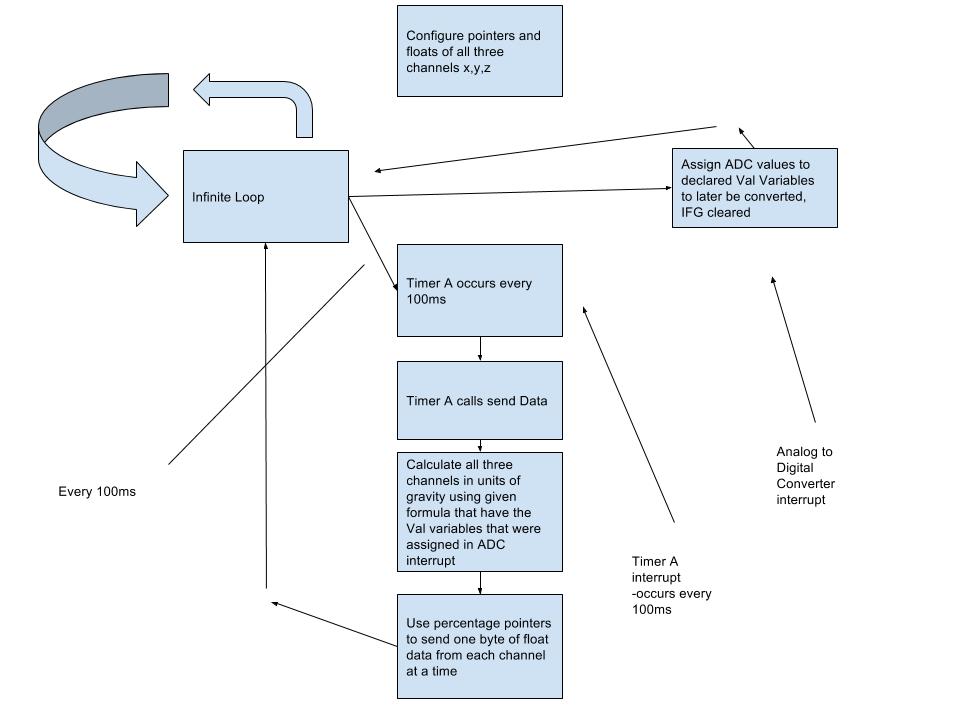 Configure pointers and
floats of all three
channels x,y,z
Infinite Loop
Assign ADC values to
declared Val Variables
to later be converted,
IFG cleared
Timer A occurs every
100ms
Timer A calls send Data
Calculate all three
channels in units of
gravity using given
formula that have the
Val variables that were
assigned in ADC
interrupt
Use percentage pointers
to send one byte of float
data from each channel
at a time
Every 100ms
Analog to
Digital
Converter
interrupt
Timer A
interrupt
-occurs every
100ms